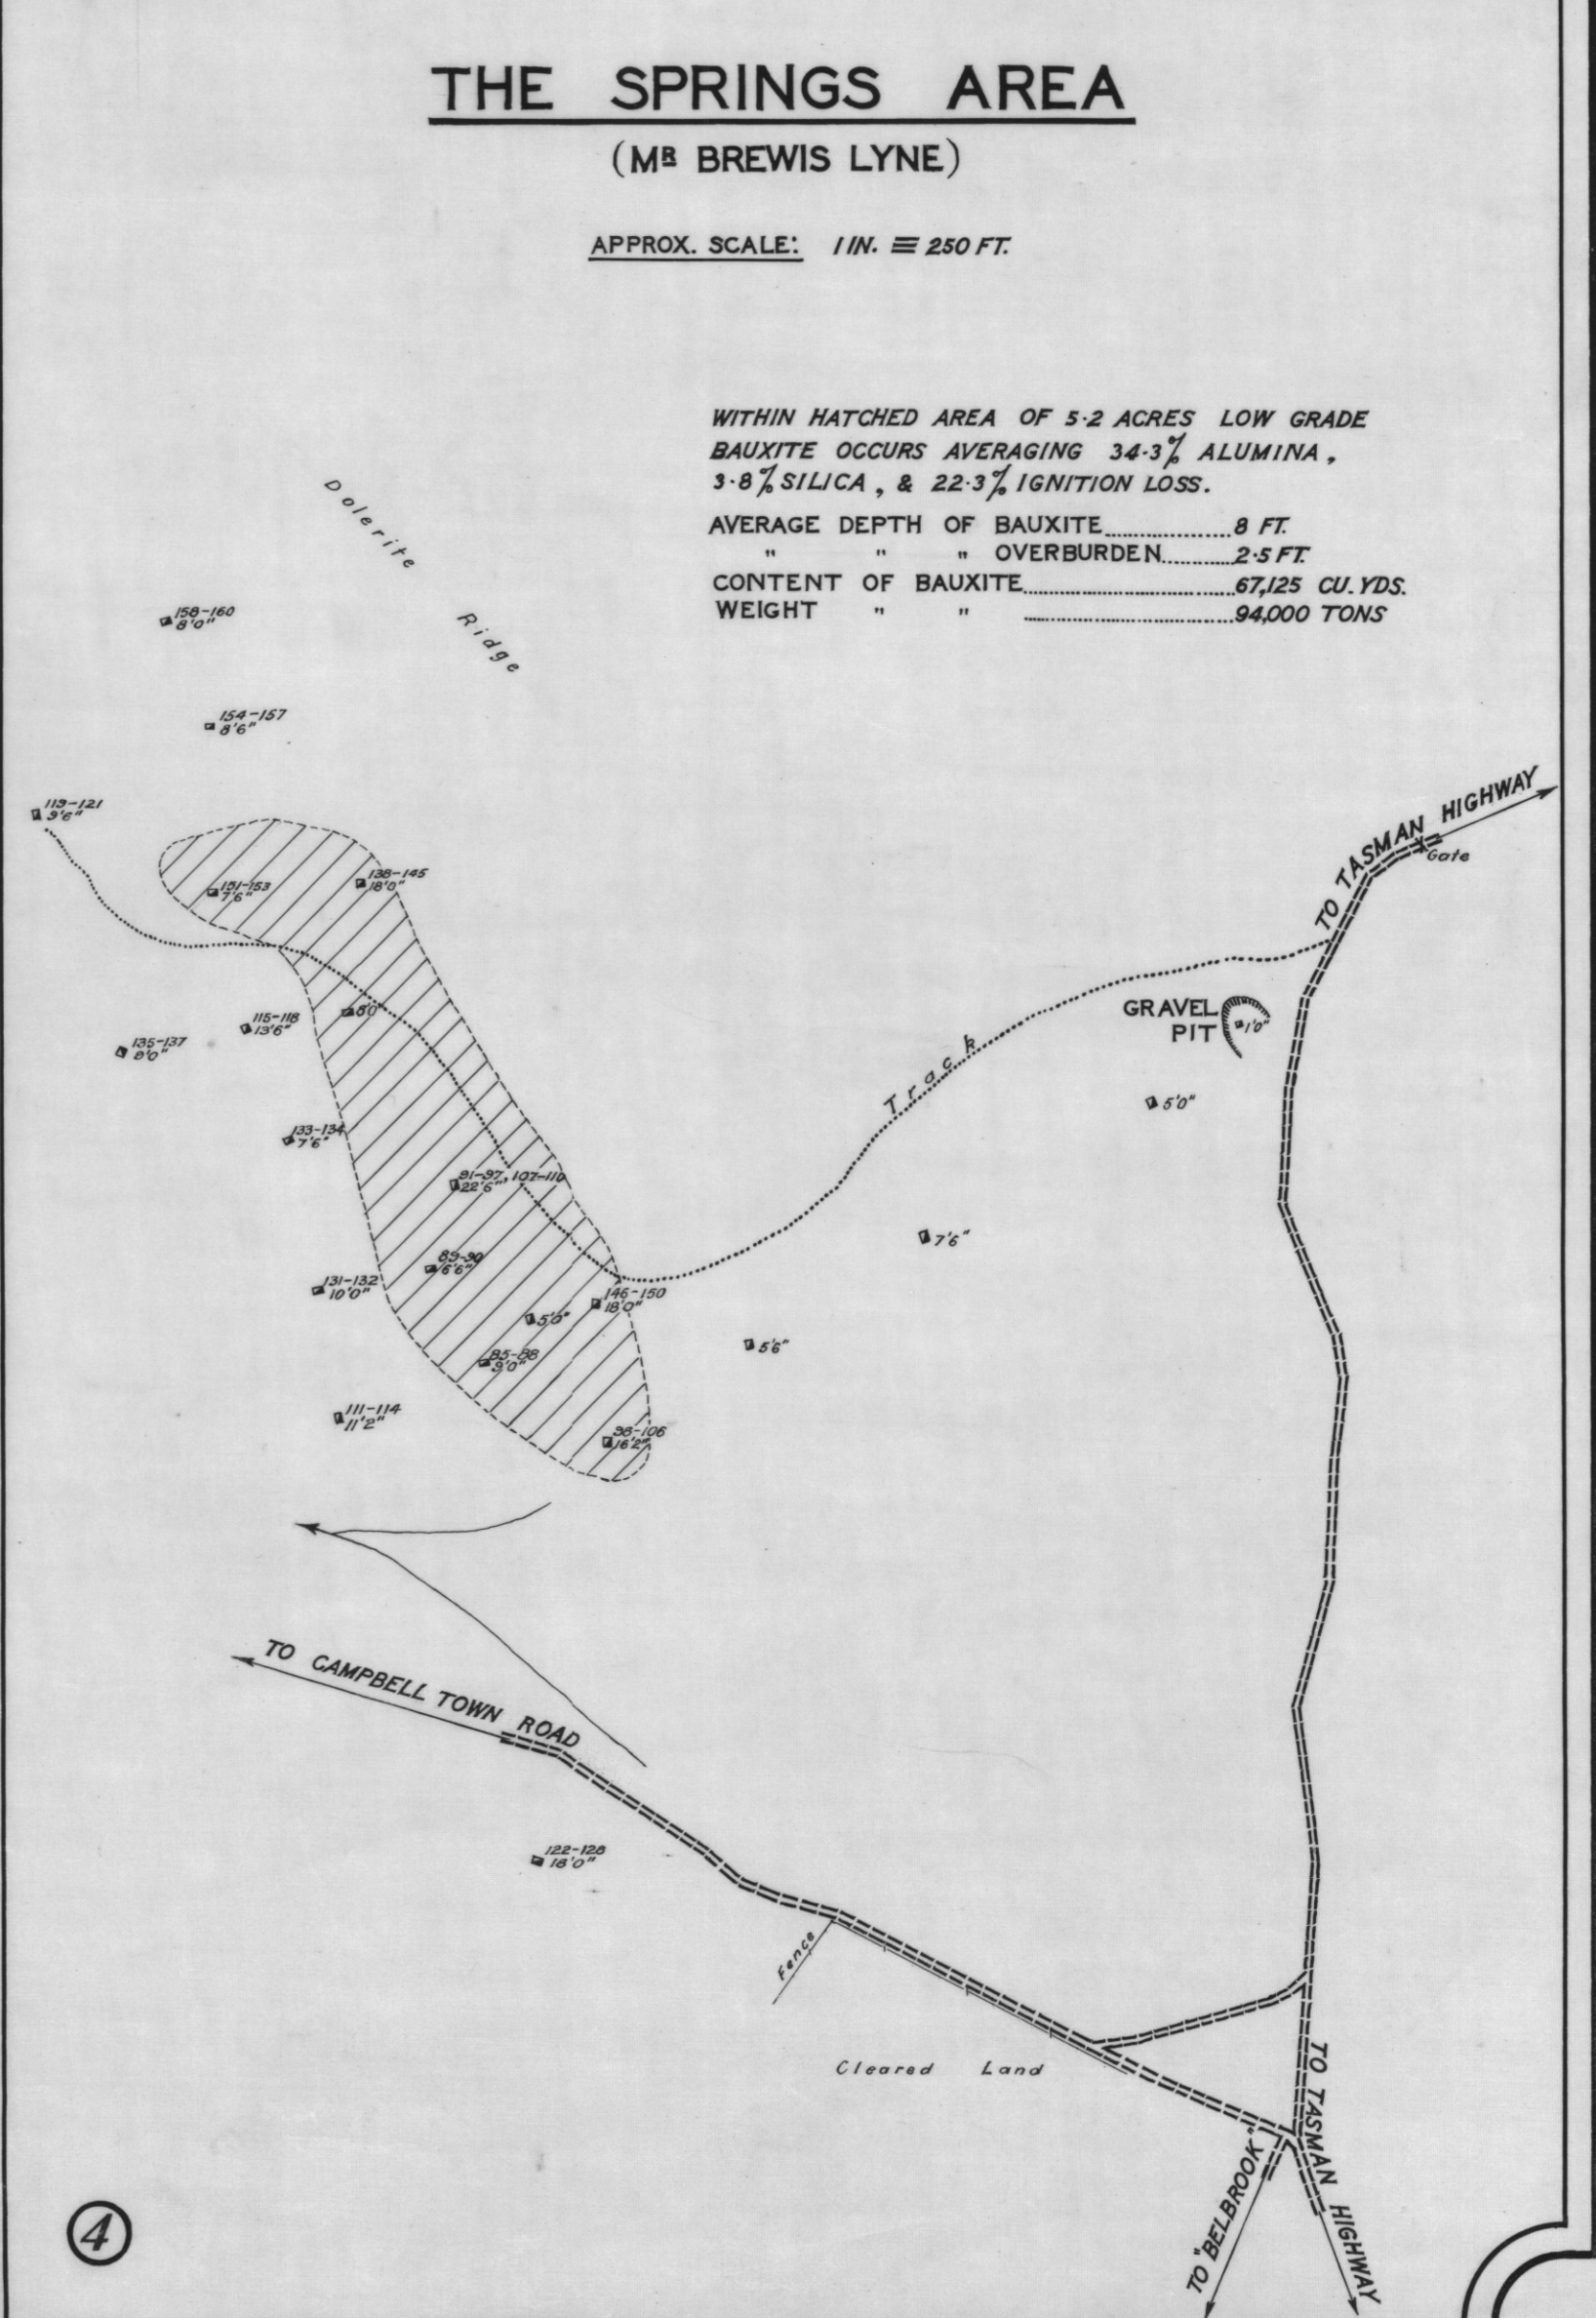 THE SPRINGS AREA
(MR BREWIS LYNE)
APPROX. SCALE: 1 IN. ≡ 250 FT.
WITHIN HATCHED AREA OF 5·2 ACRES LOW GRADE
BAUXITE OCCURS AVERAGING 34·3% ALUMINA,
3·8% SILICA, & 22·3% IGNITION LOSS.
AVERAGE DEPTH OF BAUXITE....................8 FT.
" " " OVERBURDEN............2·5 FT.
CONTENT OF BAUXITE....................67,125 CU. YDS.
WEIGHT " " ....................94,000 TONS
Dolerite
Ridge
158-160
8'0"
154-157
8'6"
119-121
9'6"
151-153
7'6"
138-145
18'0"
TO TASMAN HIGHWAY
Gate
115-118
13'6"
8'0"
135-137
8'0"
GRAVEL
PIT
1'0"
Track
5'0"
133-134
7'6"
91-97, 107-110
22'6"
7'6"
89-90
6'6"
131-132
10'0"
146-150
18'0"
5'0"
5'6"
85-88
9'0"
111-114
11'2"
98-106
16'2"
TO CAMPBELL TOWN ROAD
122-128
18'0"
Fence
Cleared Land
TO "BELBROOK"
TO TASMAN HIGHWAY
4